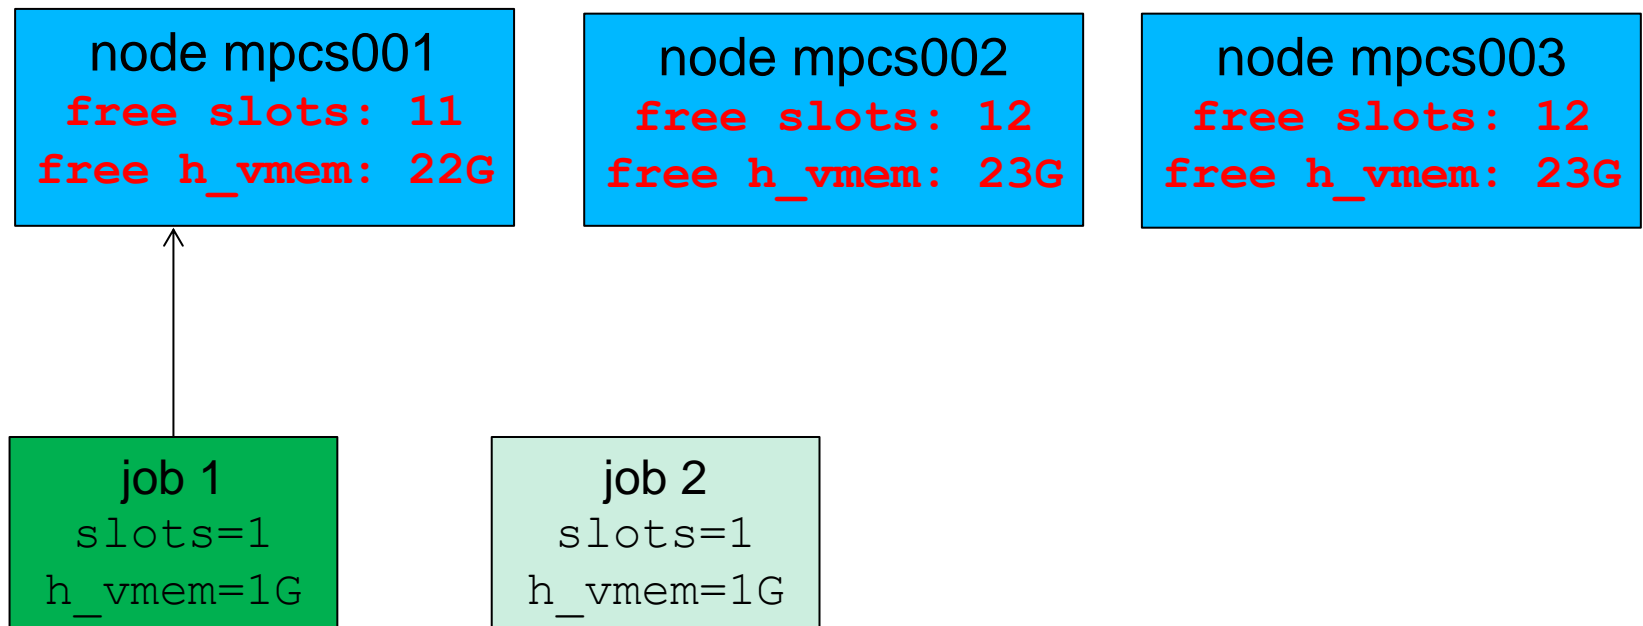 node mpcs001
free slots: 11
free h_vmem: 22G
node mpcs002
free slots: 12
free h_vmem: 23G
node mpcs003
free slots: 12
free h_vmem: 23G
job 1
slots=1
h_vmem=1G
job 2
slots=1
h_vmem=1G